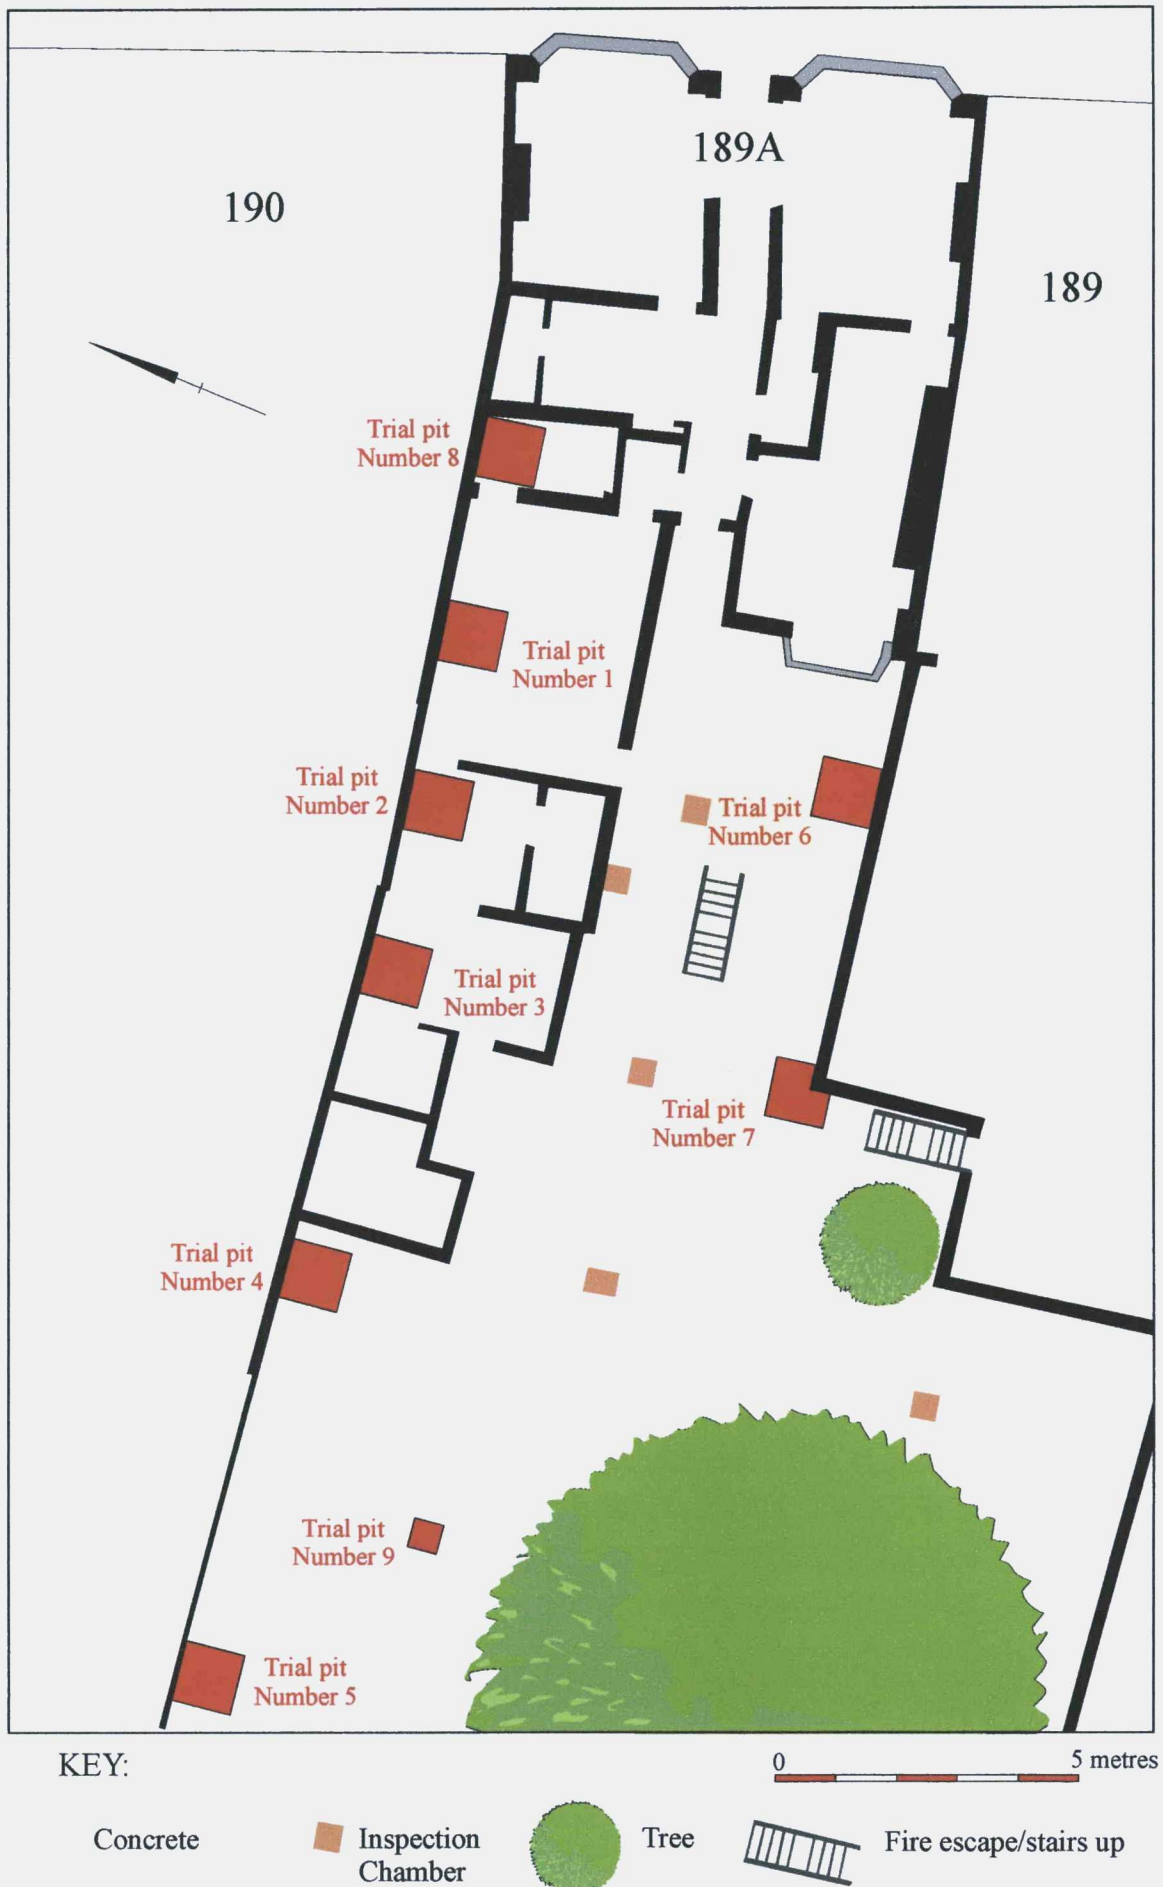 189A
190
189
Trial pit
Number 8
Trial pit
Number 1
Trial pit
Number 2
Trial pit
Number 6
Trial pit
Number 3
Trial pit
Number 7
Trial pit
Number 4
Trial pit
Number 9
Trial pit
Number 5
KEY:
0
5 metres
Concrete
Inspection
Chamber
Tree
Fire escape/stairs up